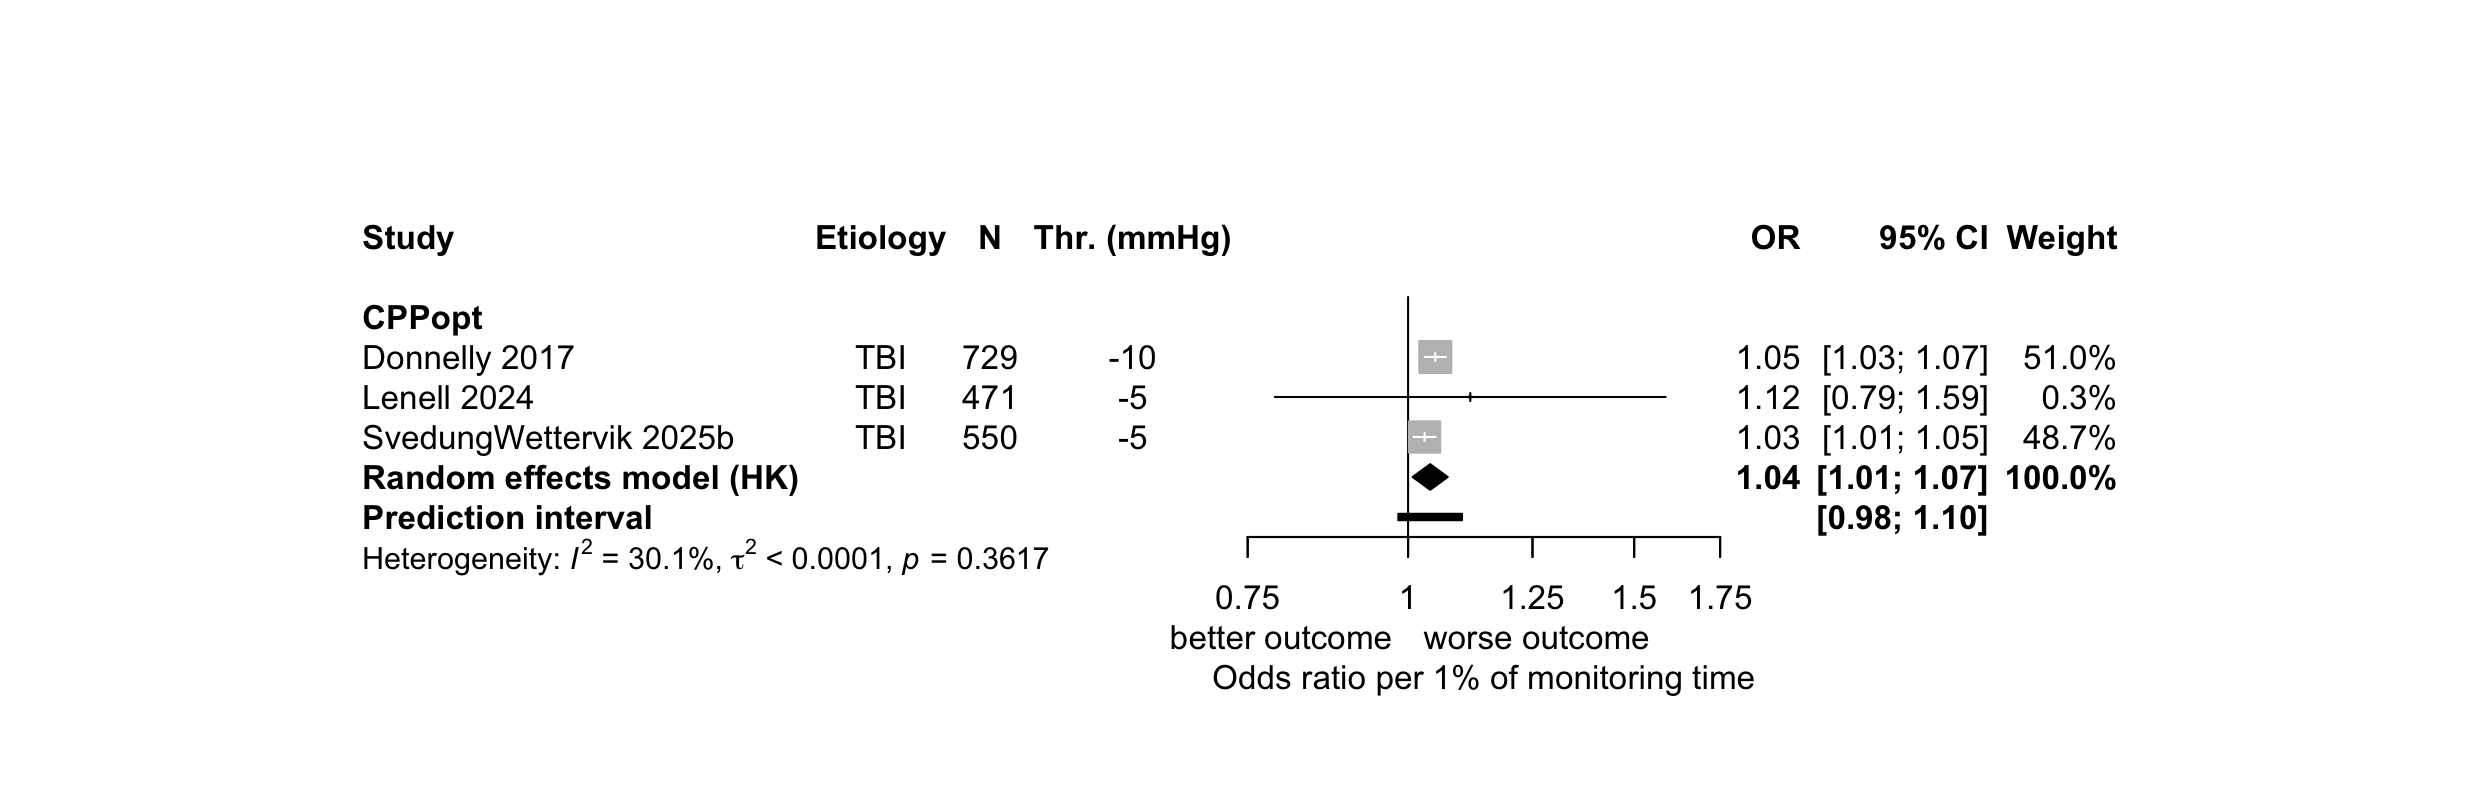 Study Etiology N Thr. (mmHg) OR 95% CI Weight
CPPopt
Donnelly 2017 TBI 729 -10 1.05 [1.03; 1.07] 51.0%
Lenell 2024 TBI 471 -5 1.12 [0.79; 1.59] 0.3%
SvedungWettervik 2025b TBI 550 -5 1.03 [1.01; 1.05] 48.7%
Random effects model (HK) 1.04 [1.01; 1.07] 100.0%
Prediction interval [0.98; 1.10]
Heterogeneity: I² = 30.1%, τ² < 0.0001, p = 0.3617
0.75 1 1.25 1.5 1.75
better outcome worse outcome
Odds ratio per 1% of monitoring time